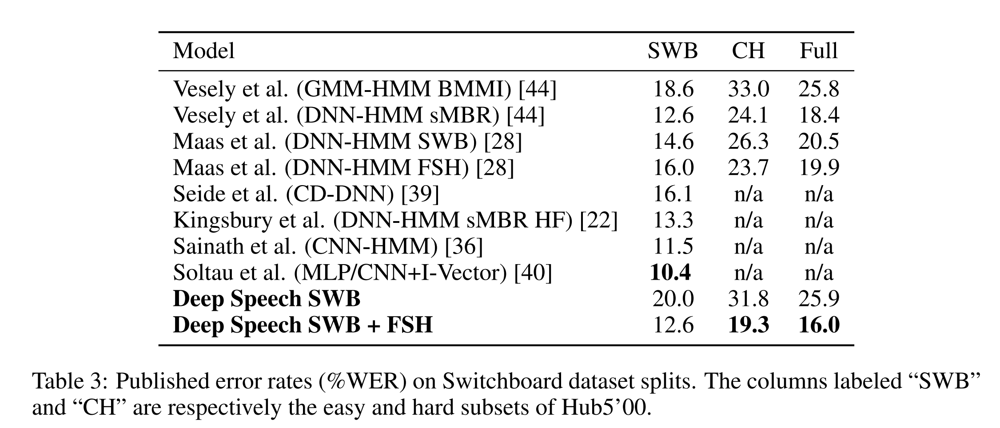 Model SWB CH Full
Vesely et al. (GMM-HMM BMMI) [44] 18.6 33.0 25.8
Vesely et al. (DNN-HMM sMBR) [44] 12.6 24.1 18.4
Maas et al. (DNN-HMM SWB) [28] 14.6 26.3 20.5
Maas et al. (DNN-HMM FSH) [28] 16.0 23.7 19.9
Seide et al. (CD-DNN) [39] 16.1 n/a n/a
Kingsbury et al. (DNN-HMM sMBR HF) [22] 13.3 n/a n/a
Sainath et al. (CNN-HMM) [36] 11.5 n/a n/a
Soltau et al. (MLP/CNN+I-Vector) [40] 10.4 n/a n/a
Deep Speech SWB 20.0 31.8 25.9
Deep Speech SWB + FSH 12.6 19.3 16.0
Table 3: Published error rates (%WER) on Switchboard dataset splits. The columns labeled “SWB”
and “CH” are respectively the easy and hard subsets of Hub5’00.